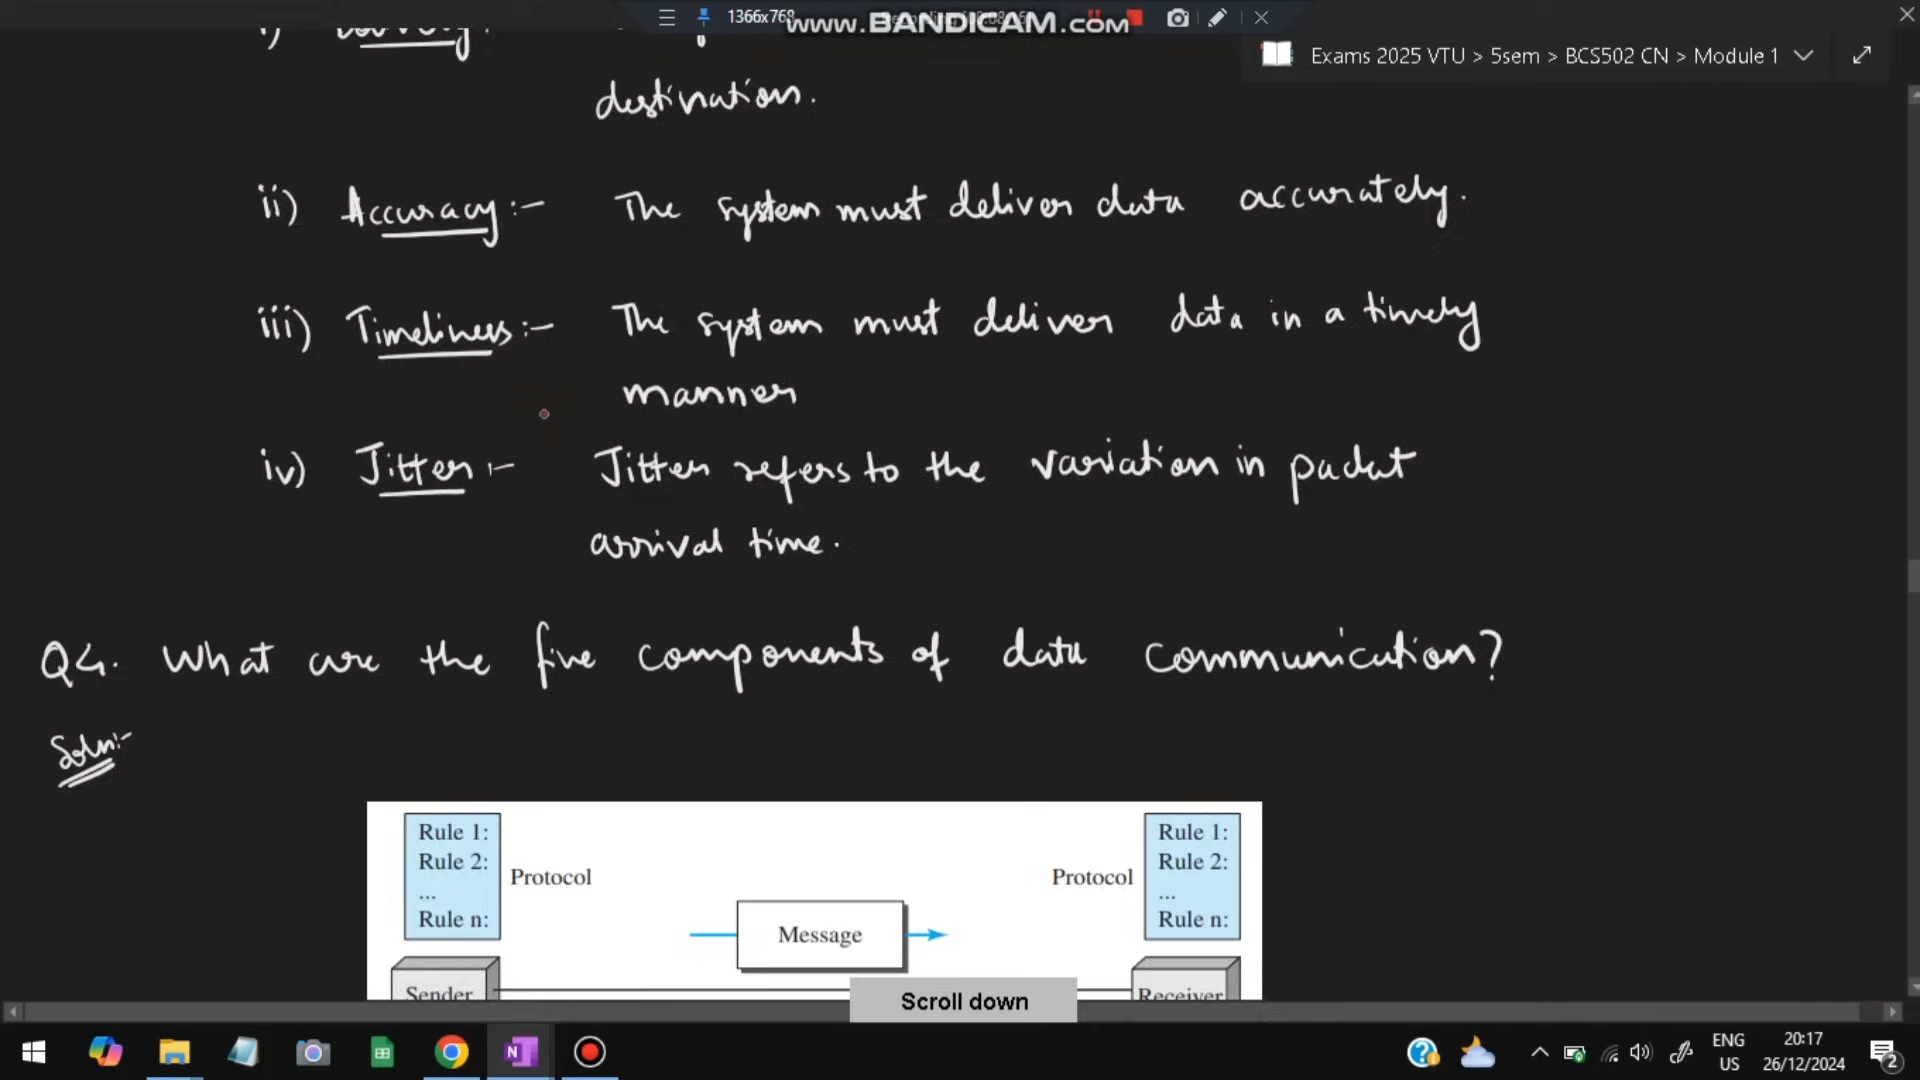 1366x768
www.BANDICAM.com
Exams 2025 VTU > 5sem > BCS502 CN > Module 1
destination.
ii) Accuracy:- The system must deliver data accurately.
iii) Timeliness:- The system must deliver data in a timely
manner
iv) Jitter:- Jitter refers to the variation in packet
arrival time.
Q4. What are the five components of data communication?
Soln:-
Rule 1:
Rule 2:
...
Rule n:
Protocol
Message
Protocol
Rule 1:
Rule 2:
...
Rule n:
Sender
Receiver
Scroll down
N
ENG
US
20:17
26/12/2024
2